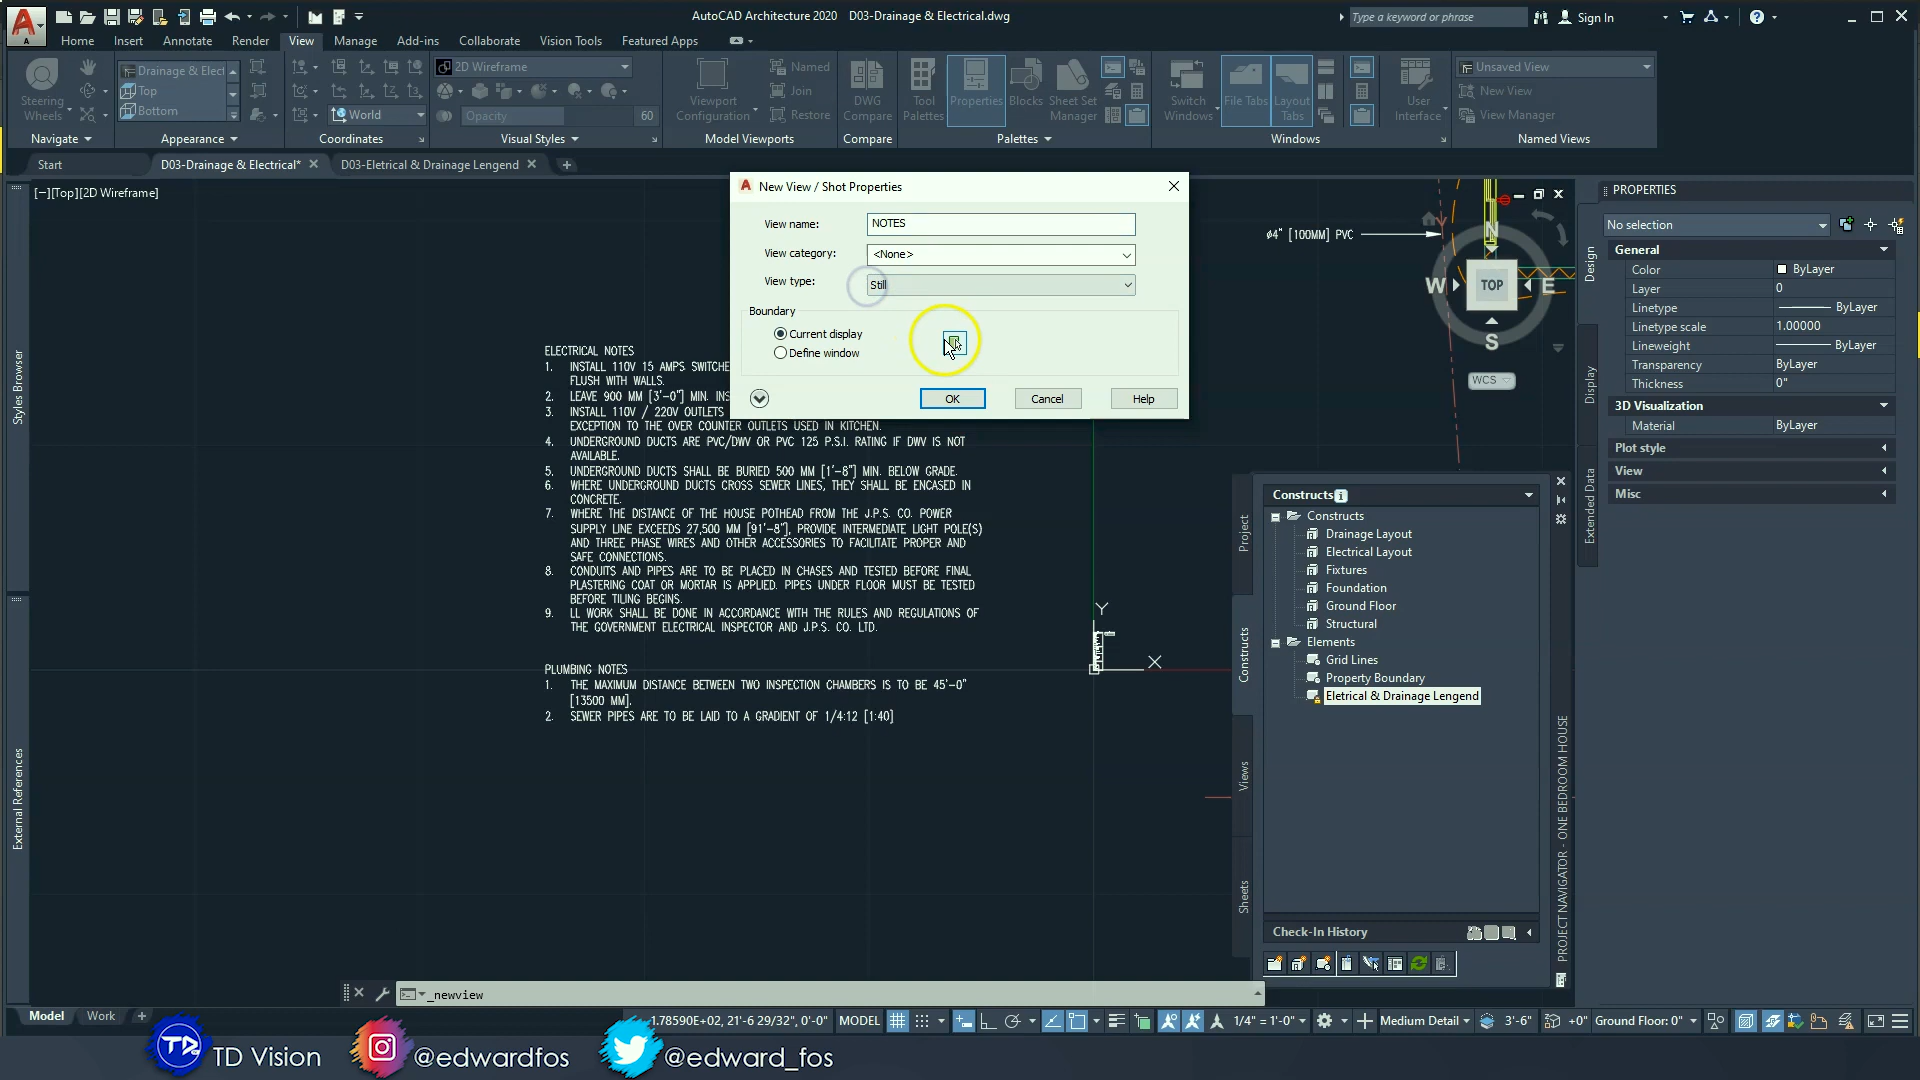 AutoCAD Architecture 2020 D03-Drainage & Electrical.dwg
Type a keyword or phrase
Sign In
Home Insert Annotate Render View Manage Add-ins Collaborate Vision Tools Featured Apps
Steering Wheels
Navigate
Drainage & Elect
Top
Bottom
Appearance
World
Coordinates
2D Wireframe
Opacity 60
Visual Styles
Viewport Configuration
Named
Join
Restore
Model Viewports
DWG Compare
Compare
Tool Palettes
Properties
Blocks
Sheet Set Manager
Palettes
Switch Windows
File Tabs
Layout Tabs
Windows
User Interface
Unsaved View
New View
View Manager
Named Views
Start D03-Drainage & Electrical* D03-Eletrical & Drainage Lengend
[−][Top][2D Wireframe]
New View / Shot Properties
View name: NOTES
View category: <None>
View type: Still
Boundary
Current display
Define window
OK Cancel Help
ø4" [100MM] PVC
N
W TOP E
S
WCS
ELECTRICAL NOTES
1. INSTALL 110V 15 AMPS SWITCHE
FLUSH WITH WALLS.
2. LEAVE 900 MM [3'-0"] MIN. INS
3. INSTALL 110V / 220V OUTLETS
EXCEPTION TO THE OVER COUNTER OUTLETS USED IN KITCHEN.
4. UNDERGROUND DUCTS ARE PVC/DWV OR PVC 125 P.S.I. RATING IF DWV IS NOT
AVAILABLE.
5. UNDERGROUND DUCTS SHALL BE BURIED 500 MM [1'-8"] MIN. BELOW GRADE.
6. WHERE UNDERGROUND DUCTS CROSS SEWER LINES, THEY SHALL BE ENCASED IN
CONCRETE.
7. WHERE THE DISTANCE OF THE HOUSE POTHEAD FROM THE J.P.S. CO. POWER
SUPPLY LINE EXCEEDS 27,500 MM [91'-8"], PROVIDE INTERMEDIATE LIGHT POLE(S)
AND THREE PHASE WIRES AND OTHER ACCESSORIES TO FACILITATE PROPER AND
SAFE CONNECTIONS.
8. CONDUITS AND PIPES ARE TO BE PLACED IN CHASES AND TESTED BEFORE FINAL
PLASTERING COAT OR MORTAR IS APPLIED. PIPES UNDER FLOOR MUST BE TESTED
BEFORE TILING BEGINS.
9. LL WORK SHALL BE DONE IN ACCORDANCE WITH THE RULES AND REGULATIONS OF
THE GOVERNMENT ELECTRICAL INSPECTOR AND J.P.S. CO. LTD.
PLUMBING NOTES
1. THE MAXIMUM DISTANCE BETWEEN TWO INSPECTION CHAMBERS IS TO BE 45'-0"
[13500 MM].
2. SEWER PIPES ARE TO BE LAID TO A GRADIENT OF 1/4:12 [1:40]
Y
X
Styles Browser
External References
Project
Constructs
Views
Sheets
Constructs
Constructs
Drainage Layout
Electrical Layout
Fixtures
Foundation
Ground Floor
Structural
Elements
Grid Lines
Property Boundary
Eletrical & Drainage Lengend
Check-In History
PROJECT NAVIGATOR - ONE BEDROOM HOUSE
PROPERTIES
No selection
Design
Display
Extended Data
General
Color ByLayer
Layer 0
Linetype ByLayer
Linetype scale 1.00000
Lineweight ByLayer
Transparency ByLayer
Thickness 0"
3D Visualization
Material ByLayer
Plot style
View
Misc
_newview
Model Work
1.78590E+02, 21'-6 29/32", 0'-0" MODEL 1/4" = 1'-0" Medium Detail 3'-6" +0" Ground Floor: 0"
TD Vision @edwardfos @edward_fos